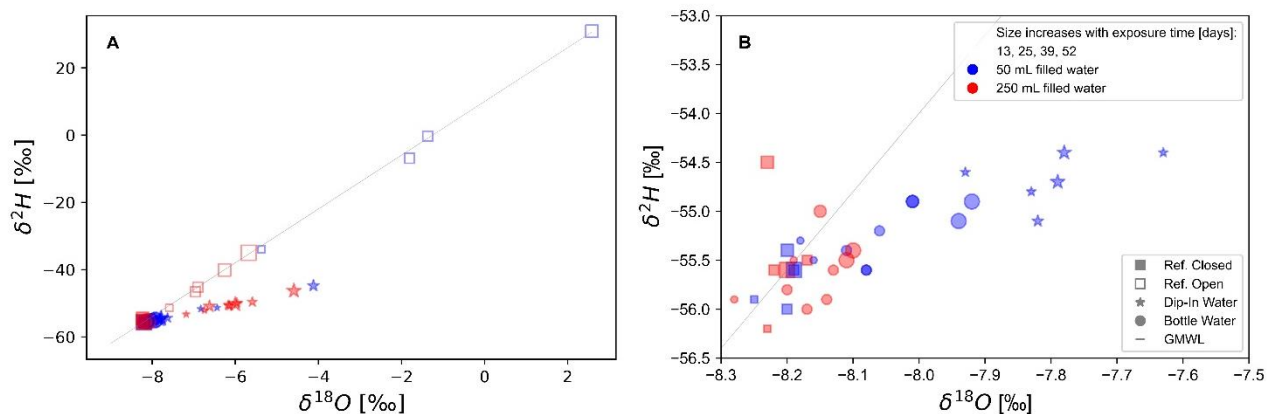 A
δ²H [‰]
20
0
−20
−40
−60
−8
−6
−4
−2
0
2
δ¹⁸O [‰]
B
δ²H [‰]
−53.0
−53.5
−54.0
−54.5
−55.0
−55.5
−56.0
−56.5
−8.3
−8.2
−8.1
−8.0
−7.9
−7.8
−7.7
−7.6
−7.5
δ¹⁸O [‰]
Size increases with exposure time [days]:
13, 25, 39, 52
50 mL filled water
250 mL filled water
Ref. Closed
Ref. Open
Dip-In Water
Bottle Water
GMWL